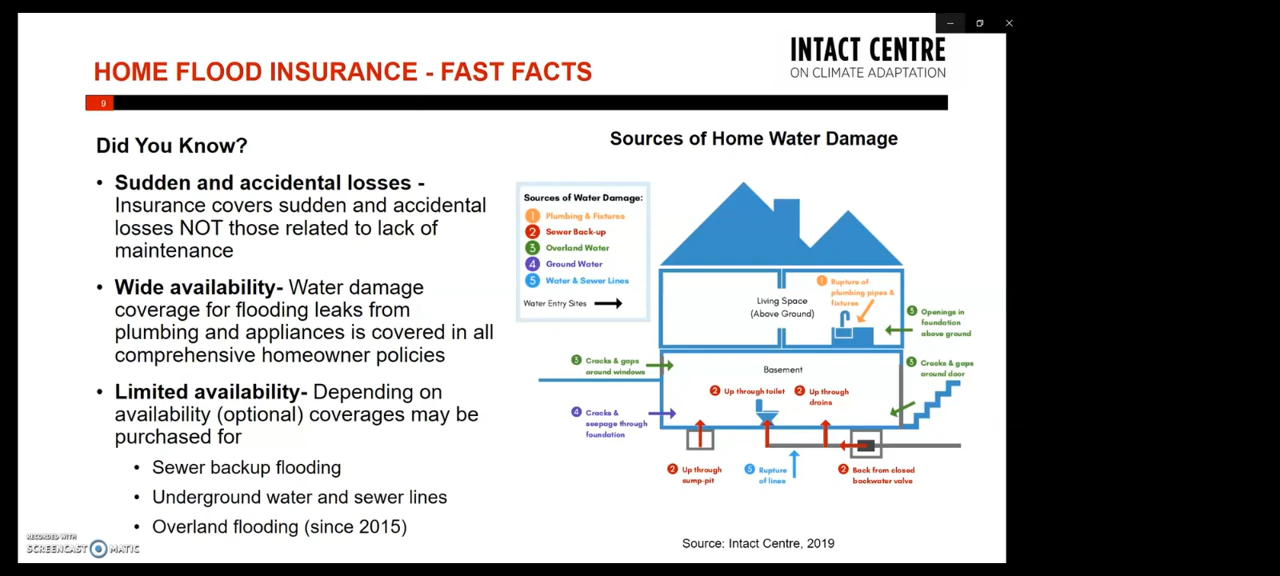 INTACT CENTRE
ON CLIMATE ADAPTATION
HOME FLOOD INSURANCE - FAST FACTS
9
Did You Know?
• Sudden and accidental losses -
Insurance covers sudden and accidental
losses NOT those related to lack of
maintenance
• Wide availability- Water damage
coverage for flooding leaks from
plumbing and appliances is covered in all
comprehensive homeowner policies
• Limited availability- Depending on
availability (optional) coverages may be
purchased for
• Sewer backup flooding
• Underground water and sewer lines
• Overland flooding (since 2015)
RECORDED WITH
SCREENCAST MATIC
Sources of Home Water Damage
Sources of Water Damage:
1 Plumbing & Fixtures
2 Sewer Back-up
3 Overland Water
4 Ground Water
5 Water & Sewer Lines
Water Entry Sites
Living Space
(Above Ground)
1 Rupture of
plumbing pipes &
fixtures
3 Openings in
foundation
above ground
3 Cracks & gaps
around windows
Basement
3 Cracks & gaps
around door
2 Up through toilet
2 Up through
drains
4 Cracks &
seepage through
foundation
2 Up through
sump-pit
5 Rupture
of lines
2 Back from closed
backwater valve
Source: Intact Centre, 2019